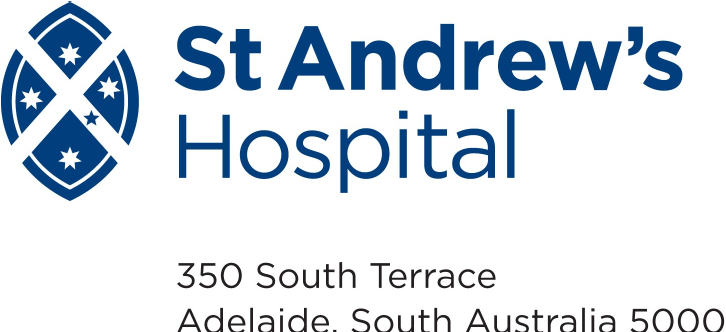 St Andrew's
Hospital
350 South Terrace
Adelaide, South Australia 5000